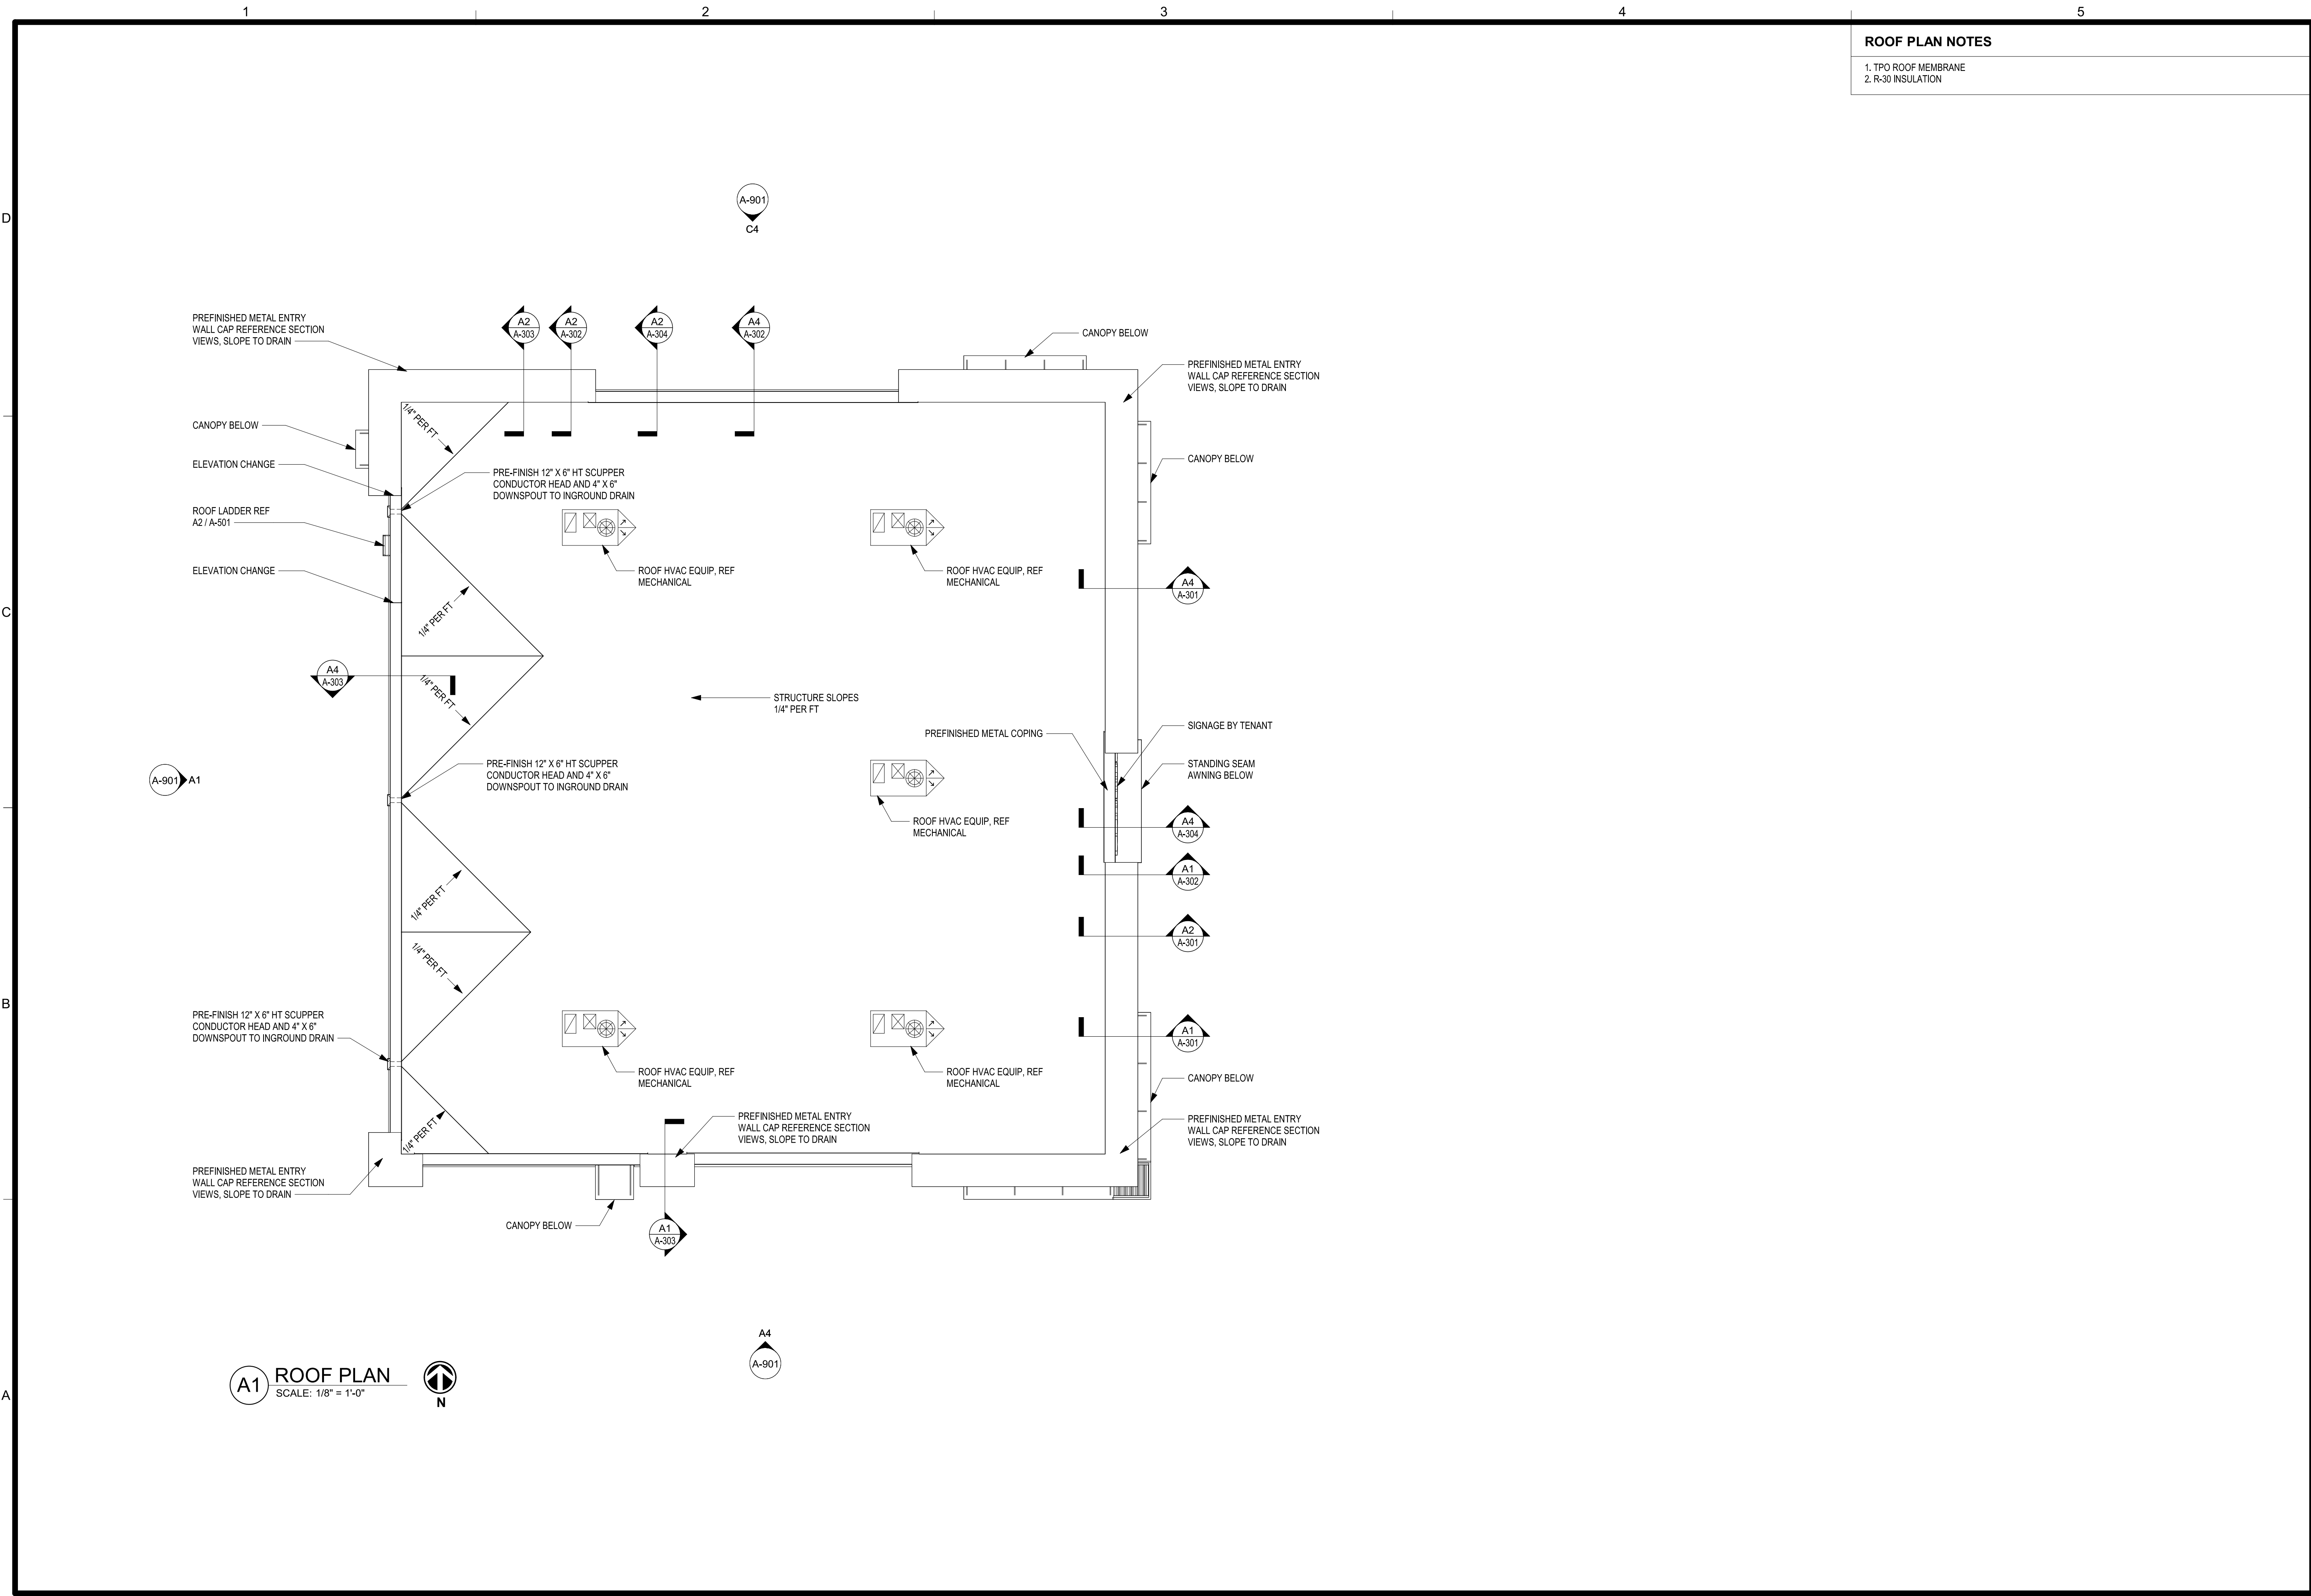 1
2
3
4
5
ROOF PLAN NOTES
1. TPO ROOF MEMBRANE
2. R-30 INSULATION
D
A-901
C4
PREFINISHED METAL ENTRY
WALL CAP REFERENCE SECTION
VIEWS, SLOPE TO DRAIN
A2
A-303
A2
A-302
A2
A-304
A4
A-302
CANOPY BELOW
PREFINISHED METAL ENTRY
WALL CAP REFERENCE SECTION
VIEWS, SLOPE TO DRAIN
1/4" PER FT
CANOPY BELOW
ELEVATION CHANGE
PRE-FINISH 12" X 6" HT SCUPPER
CONDUCTOR HEAD AND 4" X 6"
DOWNSPOUT TO INGROUND DRAIN
CANOPY BELOW
ROOF LADDER REF
A2 / A-501
ELEVATION CHANGE
ROOF HVAC EQUIP, REF
MECHANICAL
ROOF HVAC EQUIP, REF
MECHANICAL
A4
A-301
C
1/4" PER FT
A4
A-303
1/4" PER FT
STRUCTURE SLOPES
1/4" PER FT
PREFINISHED METAL COPING
SIGNAGE BY TENANT
STANDING SEAM
AWNING BELOW
A-901
A1
PRE-FINISH 12" X 6" HT SCUPPER
CONDUCTOR HEAD AND 4" X 6"
DOWNSPOUT TO INGROUND DRAIN
ROOF HVAC EQUIP, REF
MECHANICAL
A4
A-304
A1
A-302
1/4" PER FT
A2
A-301
1/4" PER FT
B
PRE-FINISH 12" X 6" HT SCUPPER
CONDUCTOR HEAD AND 4" X 6"
DOWNSPOUT TO INGROUND DRAIN
A1
A-301
ROOF HVAC EQUIP, REF
MECHANICAL
ROOF HVAC EQUIP, REF
MECHANICAL
CANOPY BELOW
1/4" PER FT
PREFINISHED METAL ENTRY
WALL CAP REFERENCE SECTION
VIEWS, SLOPE TO DRAIN
PREFINISHED METAL ENTRY
WALL CAP REFERENCE SECTION
VIEWS, SLOPE TO DRAIN
PREFINISHED METAL ENTRY
WALL CAP REFERENCE SECTION
VIEWS, SLOPE TO DRAIN
CANOPY BELOW
A1
A-303
A4
A-901
A1
ROOF PLAN
SCALE: 1/8" = 1'-0"
N
A